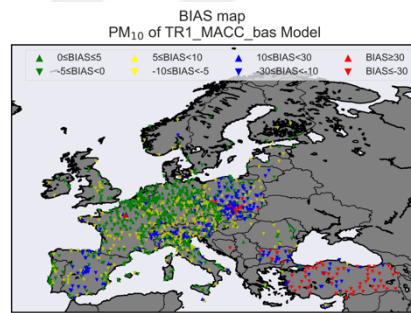 BIAS map
PM₁₀ of TR1_MACC_bas Model
0≤BIAS≤5 5≤BIAS<10 10≤BIAS<30 BIAS≥30
-5≤BIAS<0 -10≤BIAS<-5 -30≤BIAS<-10 BIAS≤-30